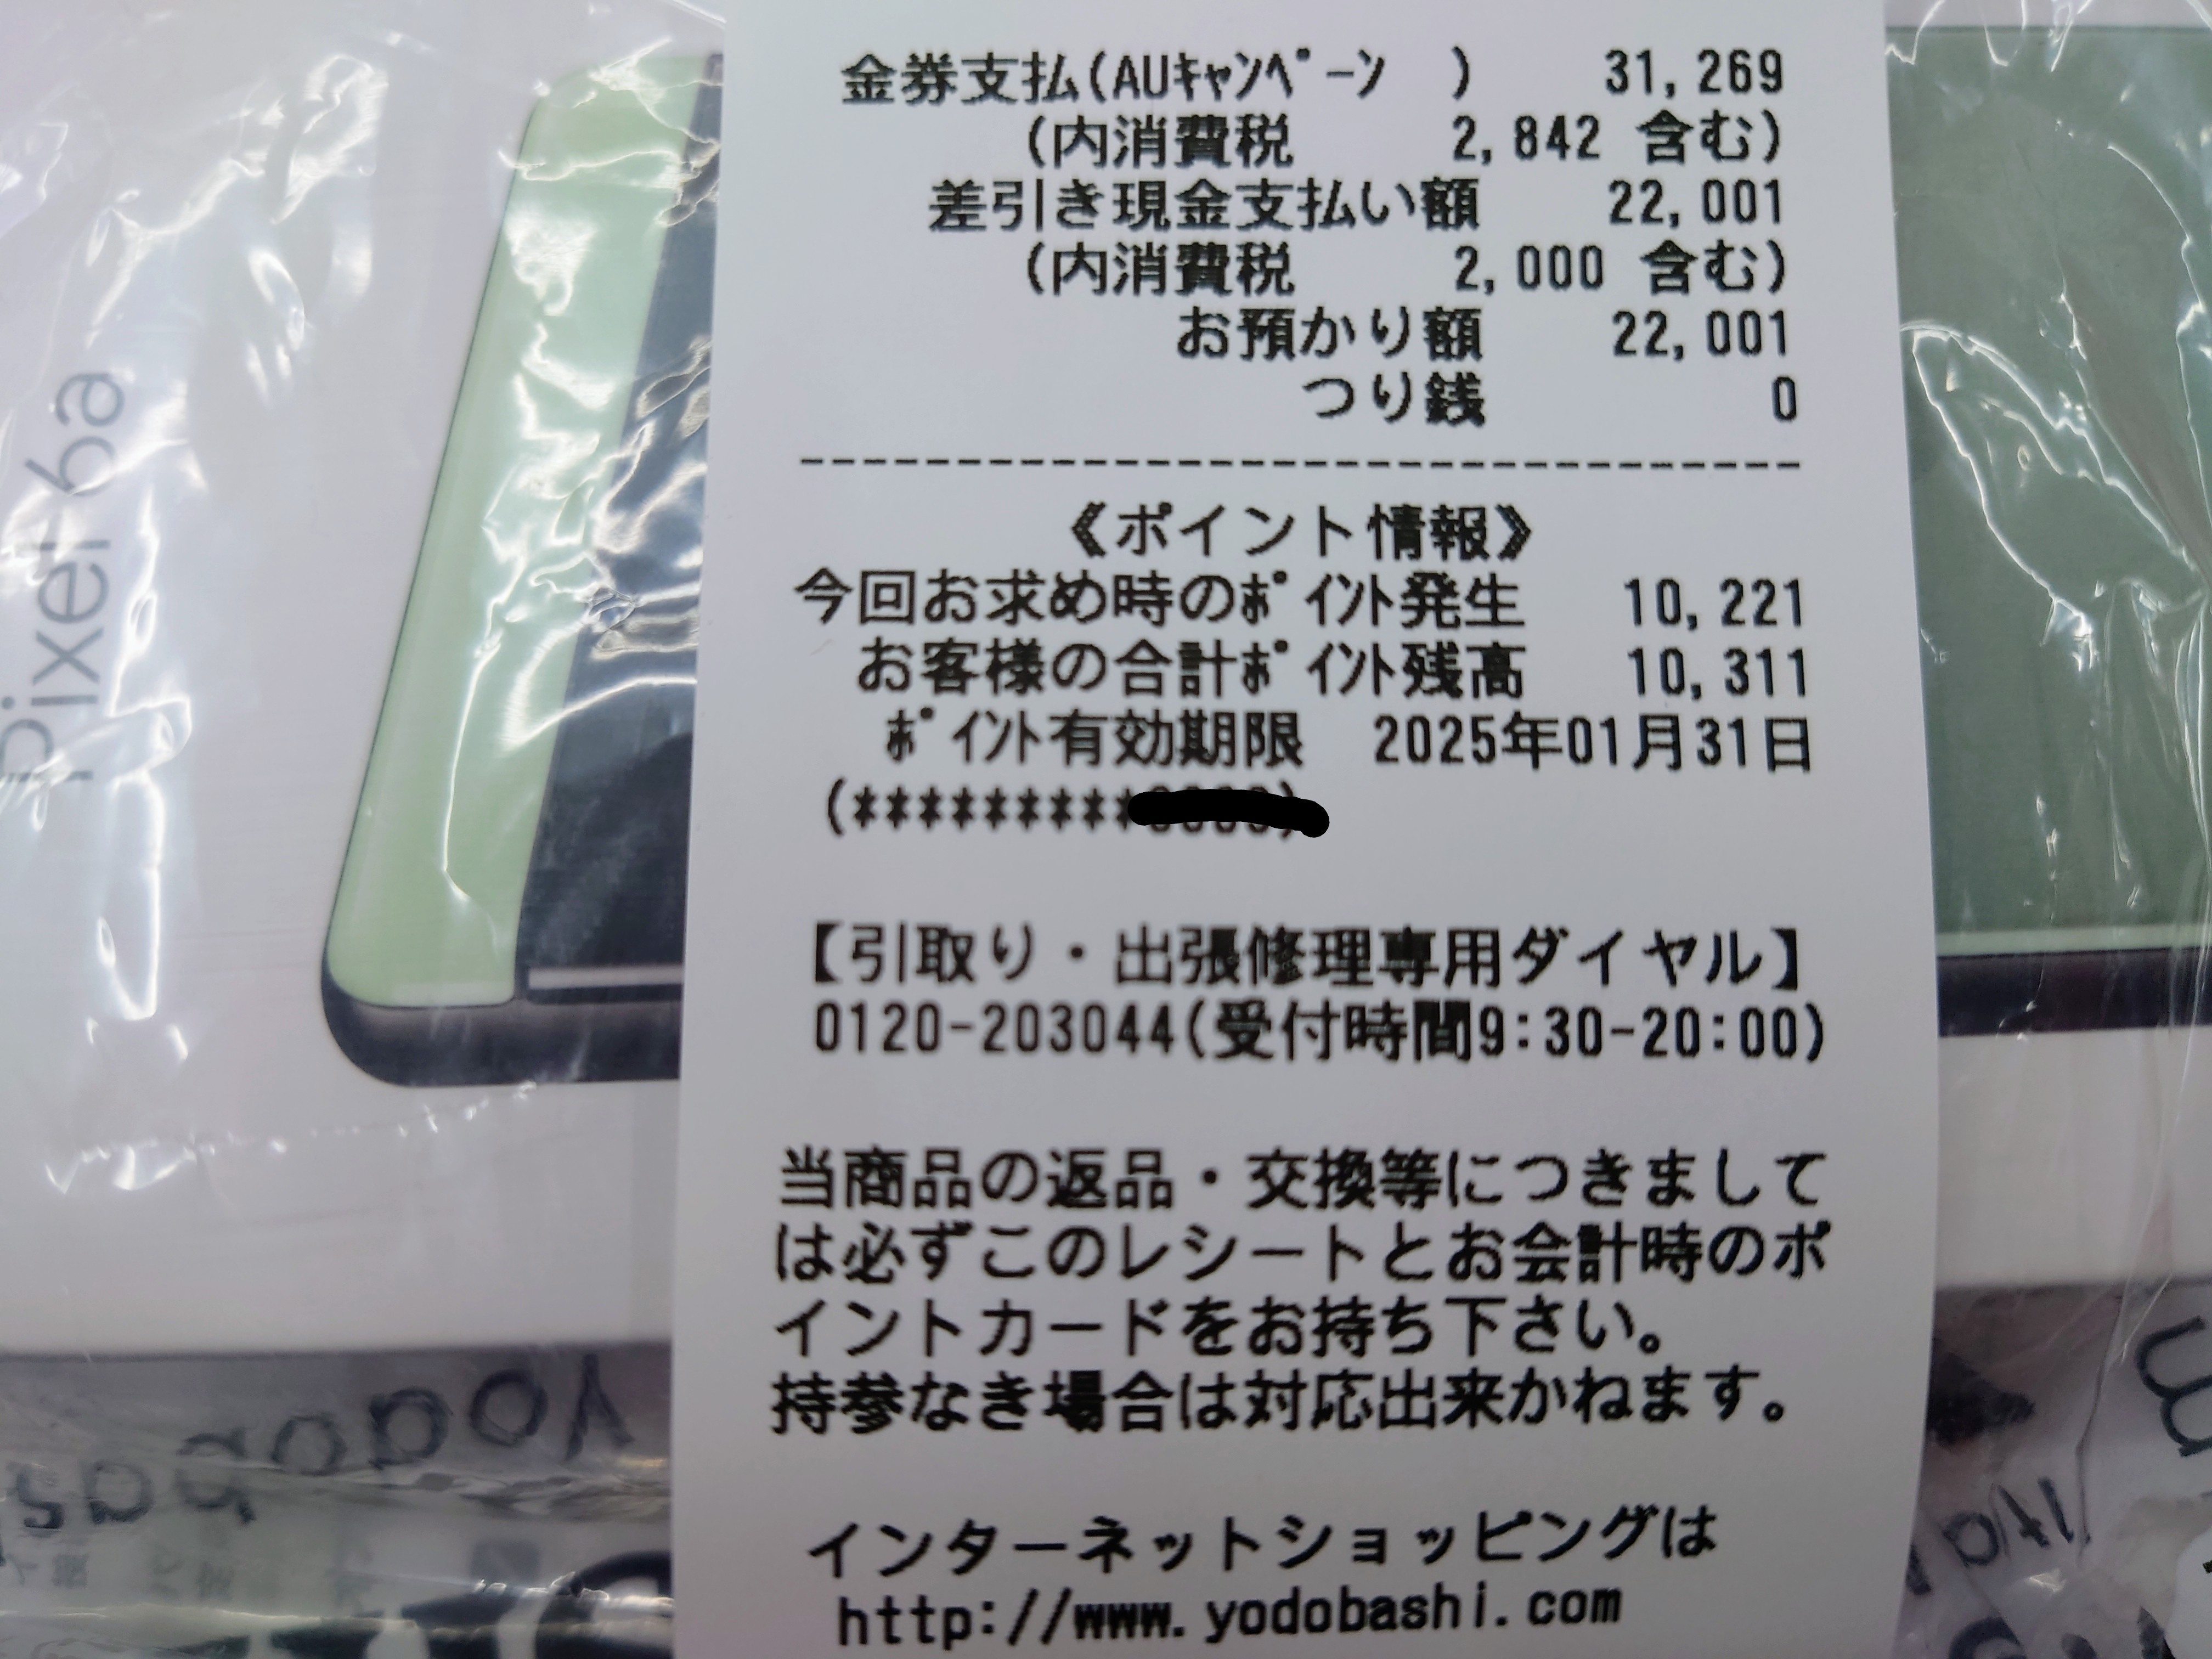 金券支払(AUｷｬﾝﾍﾟｰﾝ ) 31,269
(内消費税 2,842 含む)
差引き現金支払い額 22,001
(内消費税 2,000 含む)
お預かり額 22,001
つり銭 0
《ポイント情報》
今回お求め時のﾎﾟｲﾝﾄ発生 10,221
お客様の合計ﾎﾟｲﾝﾄ残高 10,311
ﾎﾟｲﾝﾄ有効期限 2025年01月31日
(*********
【引取り・出張修理専用ダイヤル】
0120-203044(受付時間9:30-20:00)
当商品の返品・交換等につきまして
は必ずこのレシートとお会計時のポ
イントカードをお持ち下さい。
持参なき場合は対応出来かねます。
インターネットショッピングは
http://www.yodobashi.com
Pixel 6a